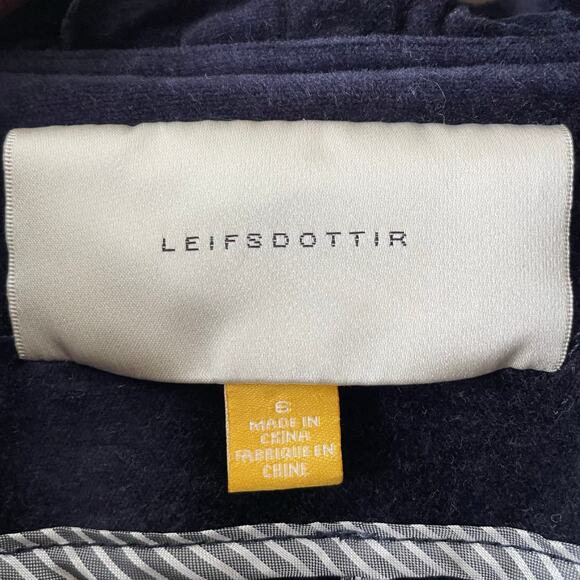 LEIFSDOTTIR
6
MADE IN
CHINA
FABRIQUE EN
CHINE